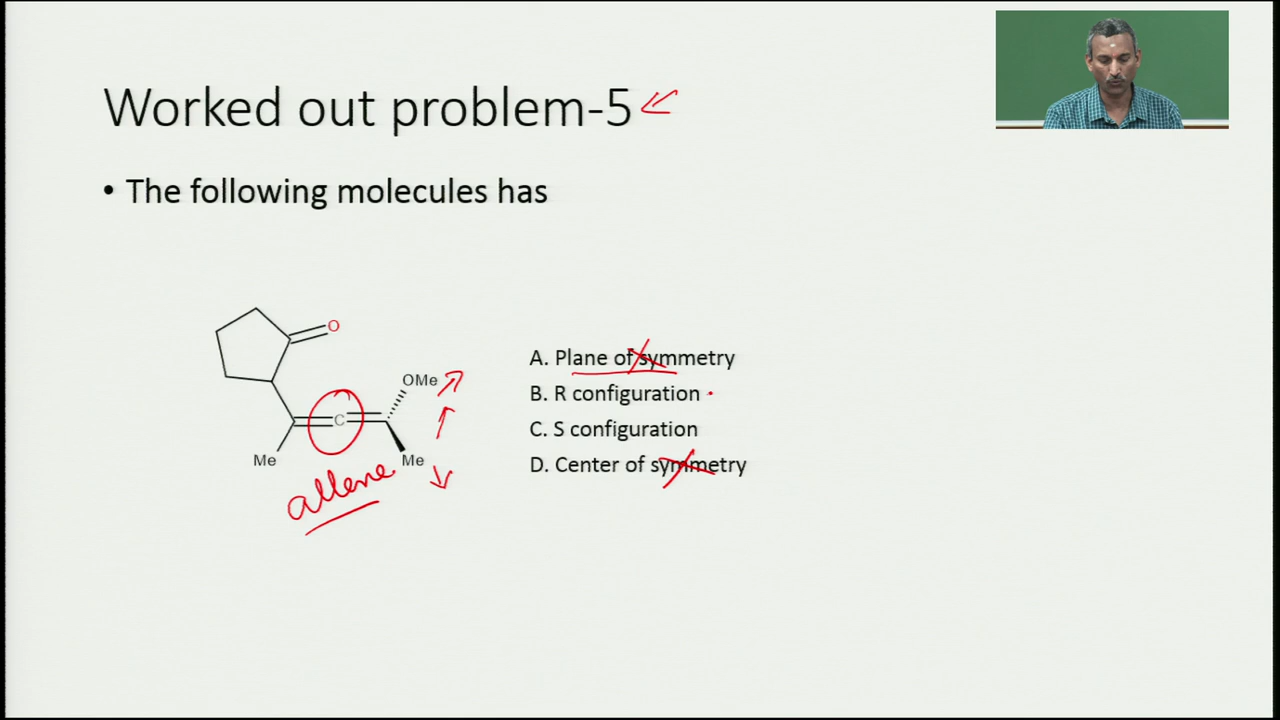 Worked out problem-5
• The following molecules has
O
OMe
C
Me
Me
allene
A. Plane of symmetry
B. R configuration
C. S configuration
D. Center of symmetry